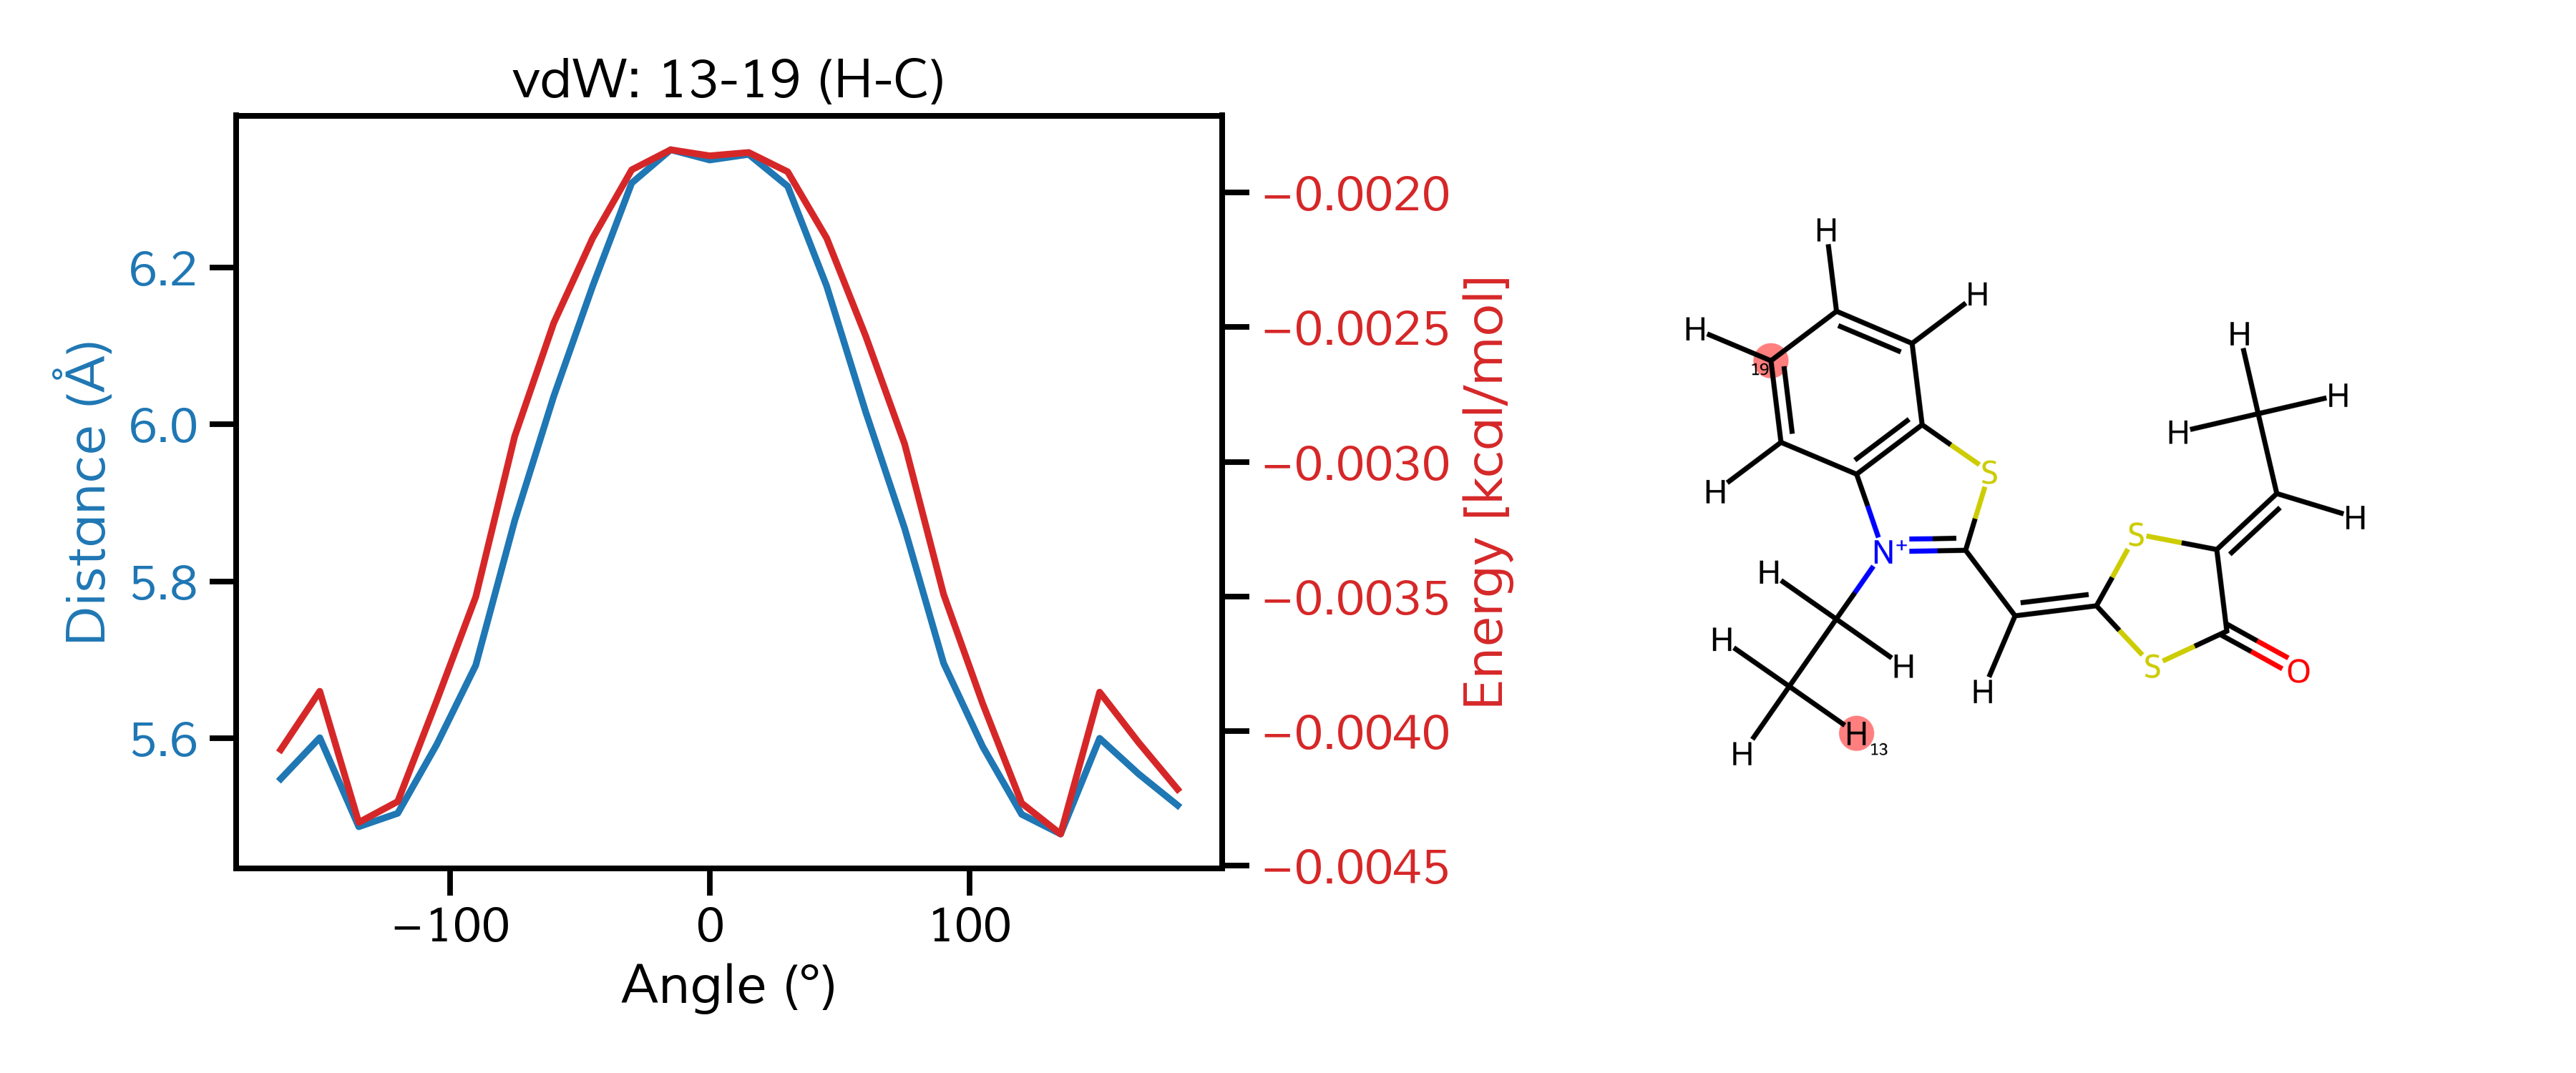 vdW: 13-19 (H-C)
Distance (Å)
6.2
6.0
5.8
5.6
−100
0
100
Angle (°)
−0.0020
−0.0025
−0.0030
−0.0035
−0.0040
−0.0045
Energy [kcal/mol]
H
H
H
19
H
H
H
H
S
H
S
N⁺
H
H
H
S
O
H
H
H
13